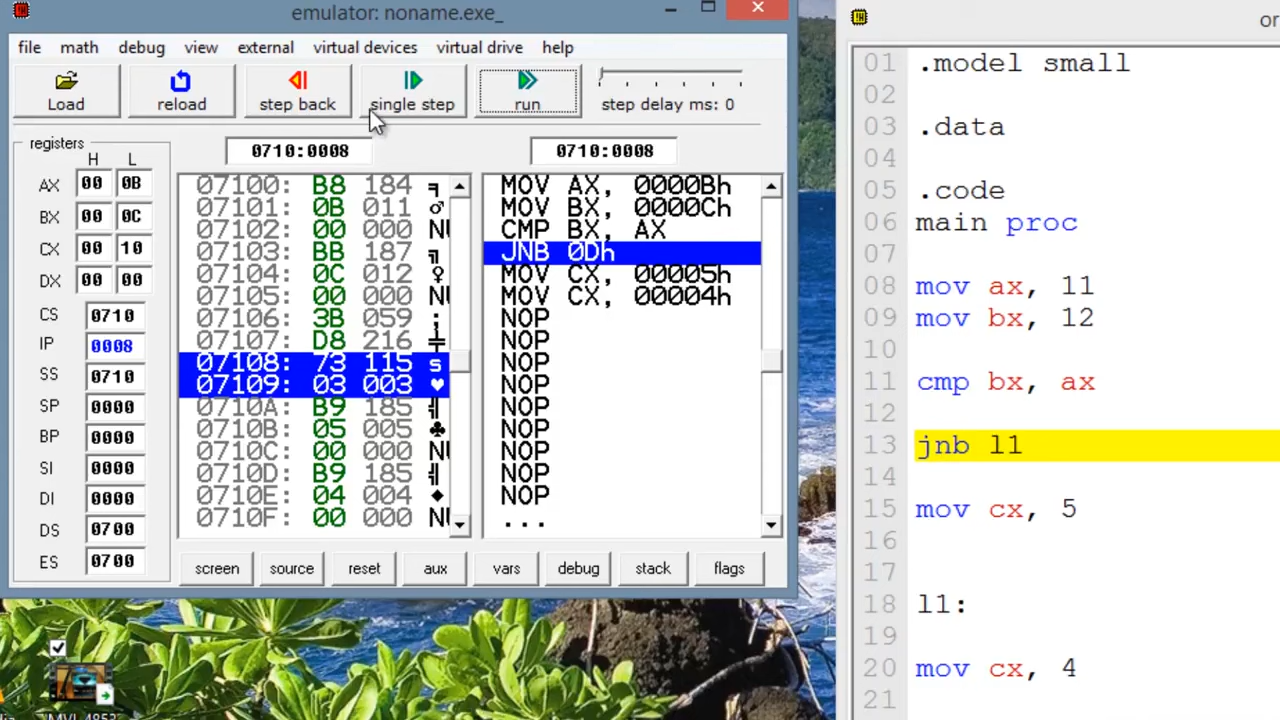 emulator: noname.exe_
file math debug view external virtual devices virtual drive help
Load reload step back single step run step delay ms: 0
registers
H L
AX 00 0B
BX 00 0C
CX 00 10
DX 00 00
CS 0710
IP 0008
SS 0710
SP 0000
BP 0000
SI 0000
DI 0000
DS 0700
ES 0700
0710:0008
07100: B8 184 ╕
07101: 0B 011 ♂
07102: 00 000 NU
07103: BB 187 ╗
07104: 0C 012 ♀
07105: 00 000 NU
07106: 3B 059 ;
07107: D8 216 ╪
07108: 73 115 s
07109: 03 003 ♥
0710A: B9 185 ╣
0710B: 05 005 ♣
0710C: 00 000 NU
0710D: B9 185 ╣
0710E: 04 004 ♦
0710F: 00 000 NU
0710:0008
MOV AX, 0000Bh
MOV BX, 0000Ch
CMP BX, AX
JNB 0Dh
MOV CX, 00005h
MOV CX, 00004h
NOP
NOP
NOP
NOP
NOP
NOP
NOP
NOP
NOP
...
screen source reset aux vars debug stack flags
or
01 .model small
02
03 .data
04
05 .code
06 main proc
07
08 mov ax, 11
09 mov bx, 12
10
11 cmp bx, ax
12
13 jnb l1
14
15 mov cx, 5
16
17
18 l1:
19
20 mov cx, 4
21